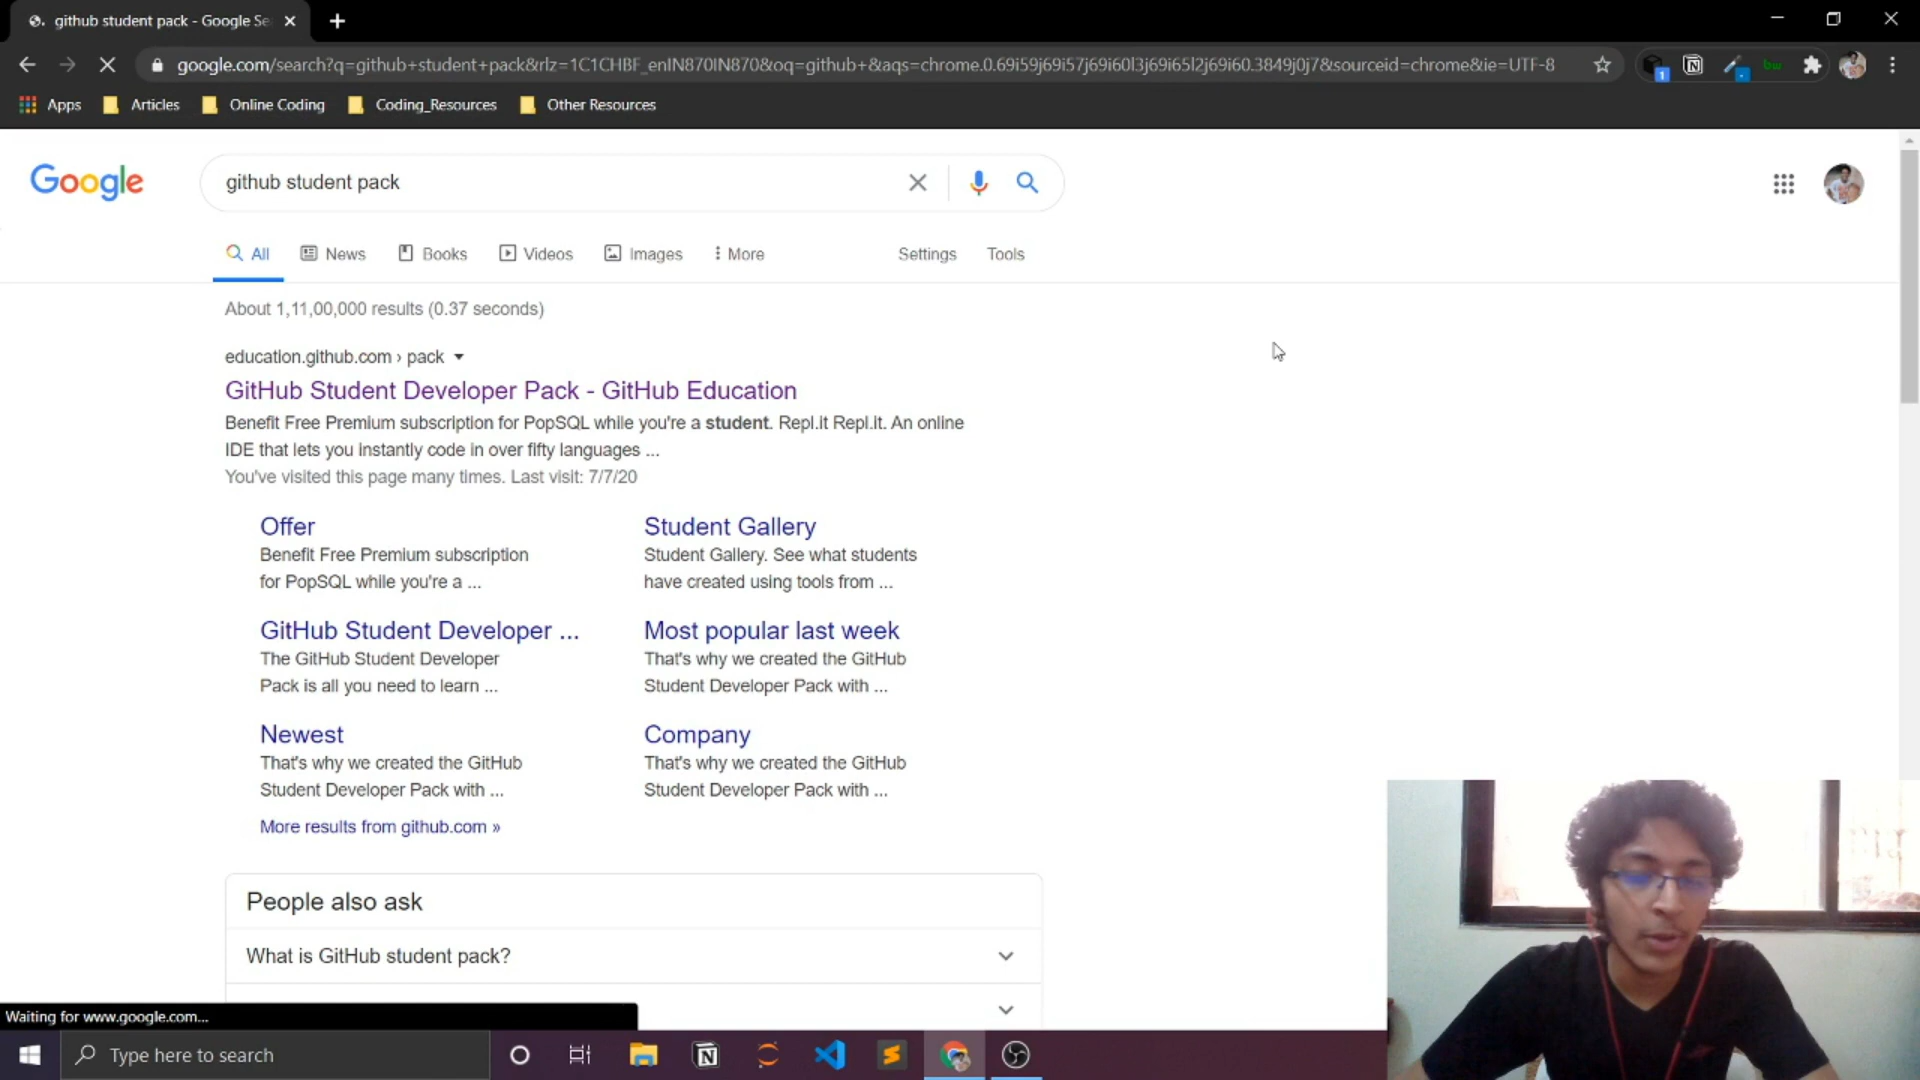 github student pack - Google Se
google.com/search?q=github+student+pack&rlz=1C1CHBF_enIN870IN870&oq=github+&aqs=chrome.0.69i59j69i57j69i60l3j69i65l2j69i60.3849j0j7&sourceid=chrome&ie=UTF-8
1
bw
Apps Articles Online Coding Coding_Resources Other Resources
Google
github student pack
All News Books Videos Images More Settings Tools
About 1,11,00,000 results (0.37 seconds)
education.github.com › pack
GitHub Student Developer Pack - GitHub Education
Benefit Free Premium subscription for PopSQL while you're a student. Repl.it Repl.it. An online
IDE that lets you instantly code in over fifty languages ...
You've visited this page many times. Last visit: 7/7/20
Offer
Benefit Free Premium subscription
for PopSQL while you're a ...
Student Gallery
Student Gallery. See what students
have created using tools from ...
GitHub Student Developer ...
The GitHub Student Developer
Pack is all you need to learn ...
Most popular last week
That's why we created the GitHub
Student Developer Pack with ...
Newest
That's why we created the GitHub
Student Developer Pack with ...
Company
That's why we created the GitHub
Student Developer Pack with ...
More results from github.com »
People also ask
What is GitHub student pack?
Waiting for www.google.com...
Type here to search